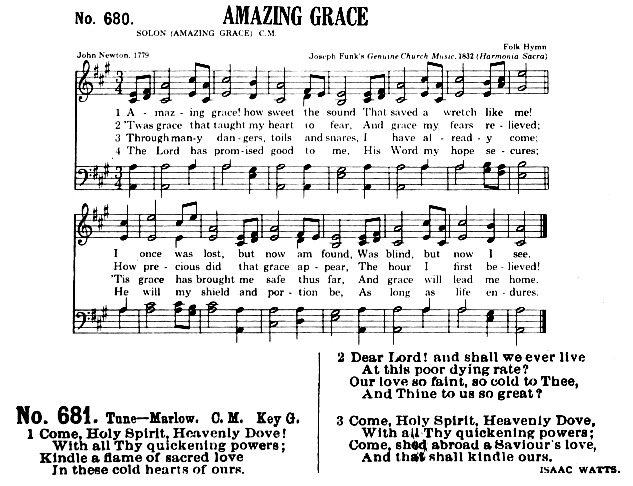 No. 680.
AMAZING GRACE
SOLON (AMAZING GRACE) C.M.
Folk Hymn
John Newton, 1779
Joseph Funk's Genuine Church Music, 1832 (Harmonia Sacra)
1 A - maz - ing grace! how sweet the sound That saved a wretch like me!
2 'Twas grace that taught my heart to fear, And grace my fears re - lieved;
3 Through man - y dan - gers, toils and snares, I have al - read - y come;
4 The Lord has prom - ised good to me, His Word my hope se - cures;
I once was lost, but now am found, Was blind, but now I see.
How pre - cious did that grace ap - pear, The hour I first be - lieved!
'Tis grace has brought me safe thus far, And grace will lead me home.
He will my shield and por - tion be, As long as life en - dures.
No. 681. Tune—Marlow. C. M. Key G.
1 Come, Holy Spirit, Heavenly Dove!
With all Thy quickening powers;
Kindle a flame of sacred love
In these cold hearts of ours.
2 Dear Lord! and shall we ever live
At this poor dying rate?
Our love so faint, so cold to Thee,
And Thine to us so great?
3 Come, Holy Spirit, Heavenly Dove,
With all Thy quickening powers;
Come, shed abroad a Saviour's love,
And that shall kindle ours.
ISAAC WATTS.